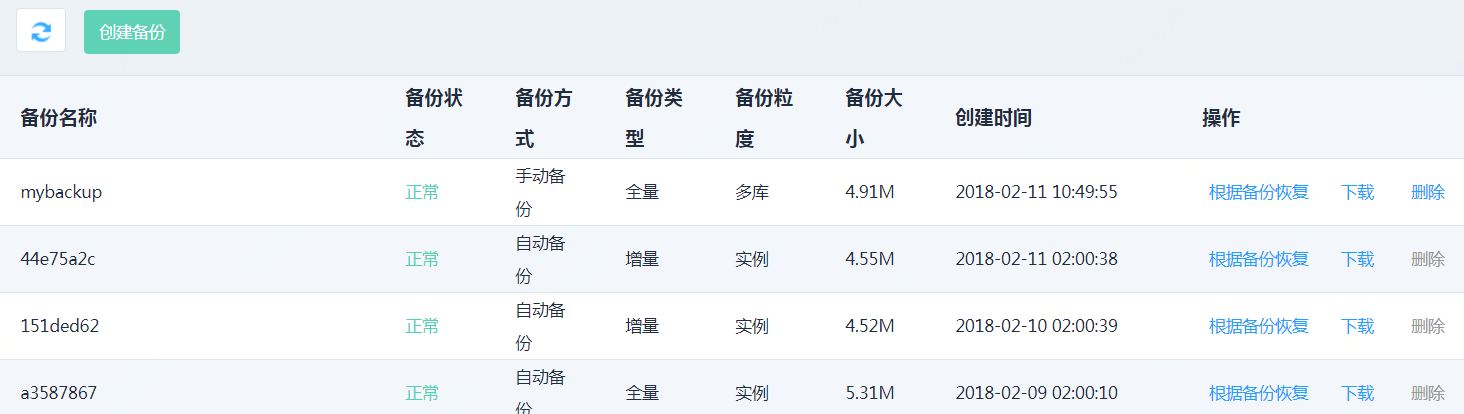 创建备份
备份名称 备份状态 备份方式 备份类型 备份粒度 备份大小 创建时间 操作
mybackup 正常 手动备份 全量 多库 4.91M 2018-02-11 10:49:55 根据备份恢复 下载 删除
44e75a2c 正常 自动备份 增量 实例 4.55M 2018-02-11 02:00:38 根据备份恢复 下载 删除
151ded62 正常 自动备份 增量 实例 4.52M 2018-02-10 02:00:39 根据备份恢复 下载 删除
a3587867 正常 自动备份 全量 实例 5.31M 2018-02-09 02:00:10 根据备份恢复 下载 删除